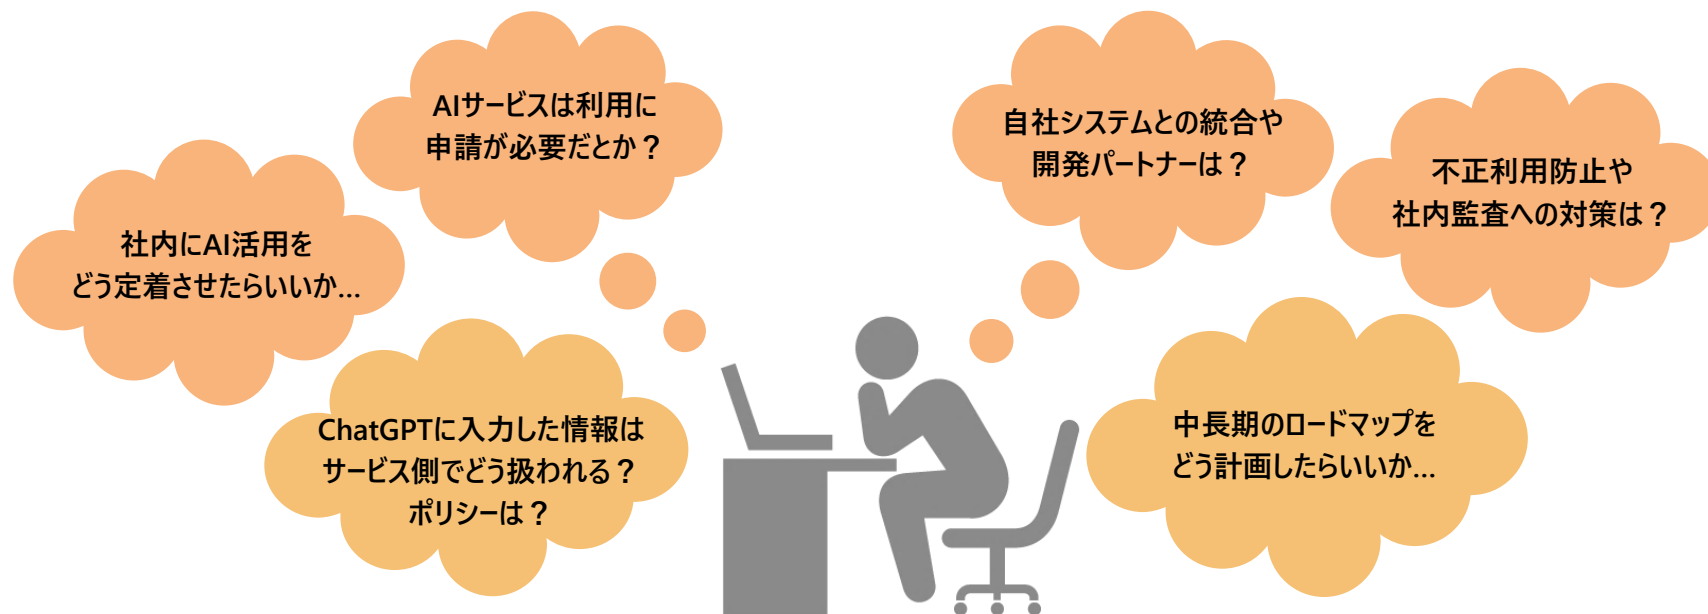 AIサービスは利用に
申請が必要だとか？
自社システムとの統合や
開発パートナーは？
不正利用防止や
社内監査への対策は？
社内にAI活用を
どう定着させたらいいか...
ChatGPTに入力した情報は
サービス側でどう扱われる？
ポリシーは？
中長期のロードマップを
どう計画したらいいか...